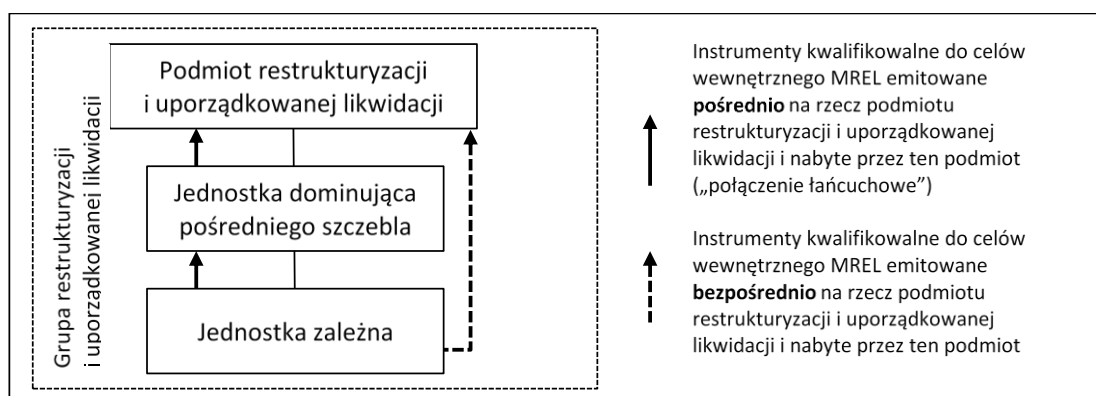 Grupa restrukturyzacji
i uporządkowanej likwidacji
Podmiot restrukturyzacji
i uporządkowanej likwidacji
Jednostka dominująca
pośredniego szczebla
Jednostka zależna
Instrumenty kwalifikowalne do celów
wewnętrznego MREL emitowane
pośrednio na rzecz podmiotu
restrukturyzacji i uporządkowanej
likwidacji i nabyte przez ten podmiot
(„połączenie łańcuchowe”)
Instrumenty kwalifikowalne do celów
wewnętrznego MREL emitowane
bezpośrednio na rzecz podmiotu
restrukturyzacji i uporządkowanej
likwidacji i nabyte przez ten podmiot